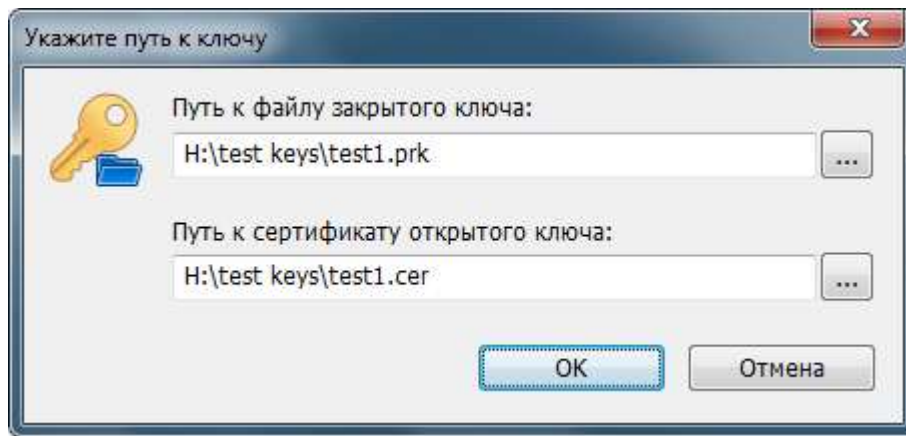 Укажите путь к ключу
Путь к файлу закрытого ключа:
H:\test keys\test1.prk
...
Путь к сертификату открытого ключа:
H:\test keys\test1.cer
...
OK
Отмена